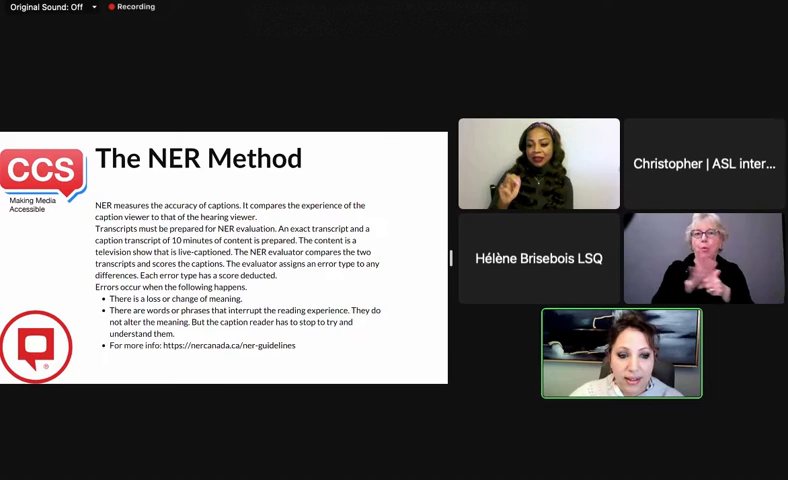 Original Sound: Off
Recording
CCS
Making Media
Accessible
The NER Method
NER measures the accuracy of captions. It compares the experience of the
caption viewer to that of the hearing viewer.
Transcripts must be prepared for NER evaluation. An exact transcript and a
caption transcript of 10 minutes of content is prepared. The content is a
television show that is live-captioned. The NER evaluator compares the two
transcripts and scores the captions. The evaluator assigns an error type to any
differences. Each error type has a score deducted.
Errors occur when the following happens.
• There is a loss or change of meaning.
• There are words or phrases that interrupt the reading experience. They do
not alter the meaning. But the caption reader has to stop to try and
understand them.
• For more info: https://nercanada.ca/ner-guidelines
®
Christopher | ASL inter...
Hélène Brisebois LSQ